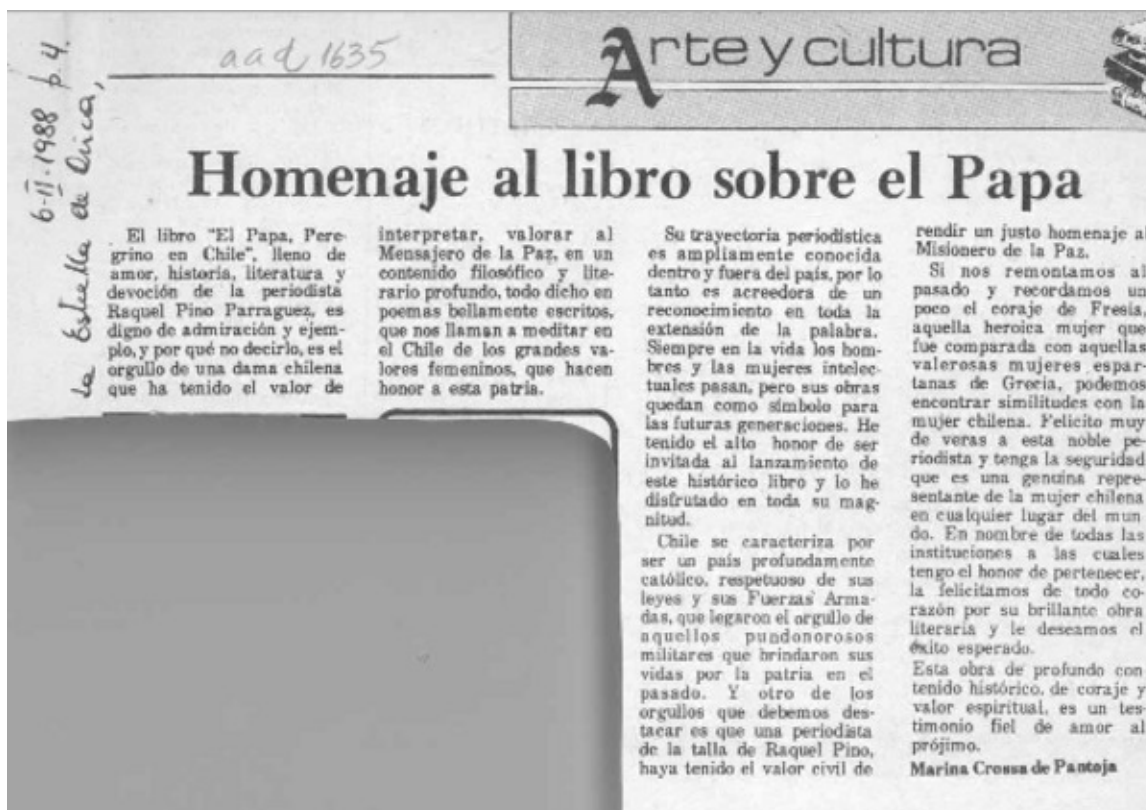 aad 1635
La Estrella de Arica,
6-II-1988 p.4.
Arte y cultura
Homenaje al libro sobre el Papa
El libro "El Papa, Pere-
grino en Chile", lleno de
amor, historia, literatura y
devoción de la periodista
Raquel Pino Parraguez, es
digno de admiración y ejem-
plo, y por qué no decirlo, es el
orgullo de una dama chilena
que ha tenido el valor de
interpretar, valorar al
Mensajero de la Paz, en un
contenido filosófico y lite-
rario profundo, todo dicho en
poemas bellamente escritos,
que nos llaman a meditar en
el Chile de los grandes va-
lores femeninos, que hacen
honor a esta patria.
Su trayectoria periodística
es ampliamente conocida
dentro y fuera del país, por lo
tanto es acreedora de un
reconocimiento en toda la
extensión de la palabra.
Siempre en la vida los hom-
bres y las mujeres intelec-
tuales pasan, pero sus obras
quedan como símbolo para
las futuras generaciones. He
tenido el alto honor de ser
invitada al lanzamiento de
este histórico libro y lo he
disfrutado en toda su mag-
nitud.
Chile se caracteriza por
ser un país profundamente
católico, respetuoso de sus
leyes y sus Fuerzas Arma-
das, que legaron el orgullo de
aquellos pundonorosos
militares que brindaron sus
vidas por la patria en el
pasado. Y otro de los
orgullos que debemos des-
tacar es que una periodista
de la talla de Raquel Pino,
haya tenido el valor civil de
rendir un justo homenaje al
Misionero de la Paz.
Si nos remontamos al
pasado y recordamos un
poco el coraje de Fresia,
aquella heroica mujer que
fue comparada con aquellas
valerosas mujeres espar-
tanas de Grecia, podemos
encontrar similitudes con la
mujer chilena. Felicito muy
de veras a esta noble pe-
riodista y tenga la seguridad
que es una genuina repre-
sentante de la mujer chilena
en cualquier lugar del mun
do. En nombre de todas las
instituciones a las cuales
tengo el honor de pertenecer,
la felicitamos de todo co-
razón por su brillante obra
literaria y le deseamos el
éxito esperado.
Esta obra de profundo con
tenido histórico, de coraje y
valor espiritual, es un tes-
timonio fiel de amor al
prójimo.
Marina Crossa de Pantoja